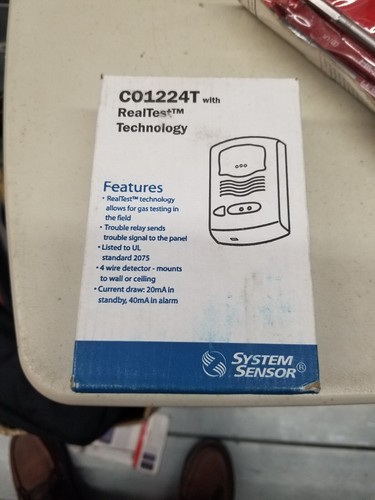 CO1224T with
RealTest™
Technology
Features
• RealTest™ technology
allows for gas testing in
the field
• Trouble relay sends
trouble signal to the panel
• Listed to UL
standard 2075
• 4 wire detector - mounts
to wall or ceiling
• Current draw: 20mA in
standby, 40mA in alarm
SYSTEM
SENSOR®